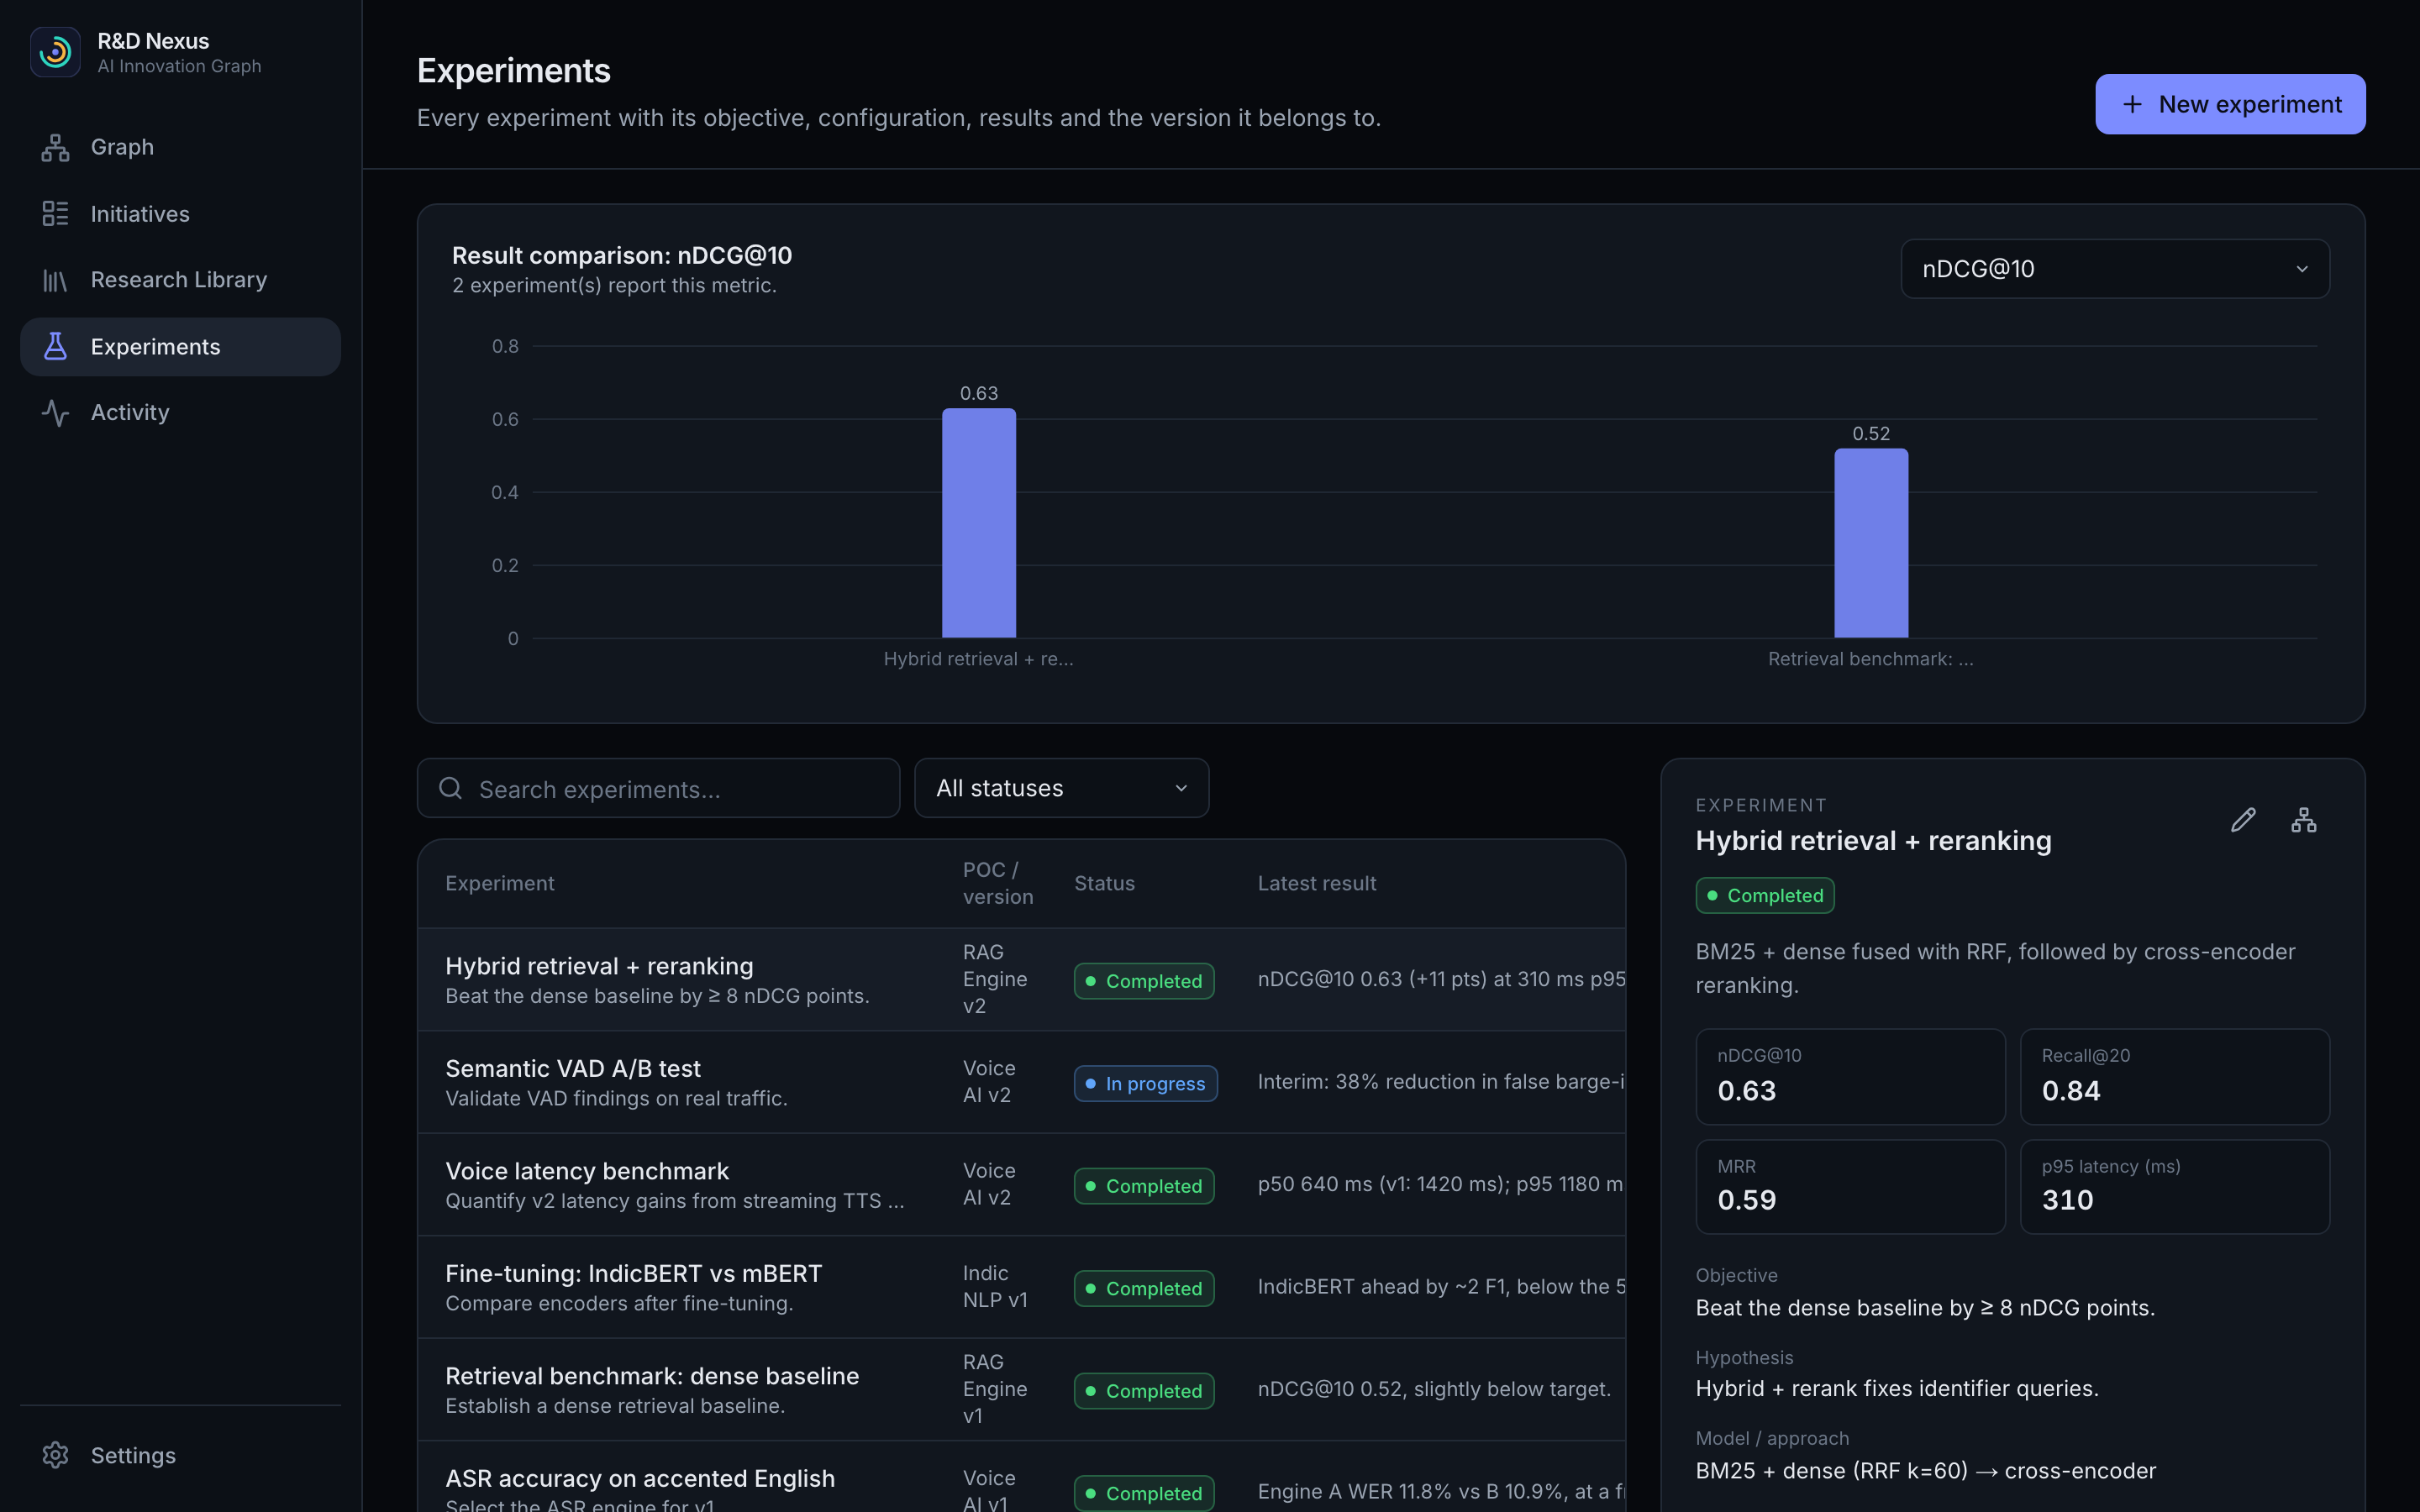 R&D Nexus
AI Innovation Graph
Graph
Initiatives
Research Library
Experiments
Activity
Settings
Experiments
Every experiment with its objective, configuration, results and the version it belongs to.
New experiment
Result comparison: nDCG@10
2 experiment(s) report this metric.
nDCG@10
0.8
0.6
0.4
0.2
0
0.63
0.52
Hybrid retrieval + re...
Retrieval benchmark: ...
Search experiments...
All statuses
Experiment
POC /
version
Status
Latest result
Hybrid retrieval + reranking
Beat the dense baseline by ≥ 8 nDCG points.
RAG
Engine
v2
Completed
nDCG@10 0.63 (+11 pts) at 310 ms p95
Semantic VAD A/B test
Validate VAD findings on real traffic.
Voice
AI v2
In progress
Interim: 38% reduction in false barge-i
Voice latency benchmark
Quantify v2 latency gains from streaming TTS ...
Voice
AI v2
Completed
p50 640 ms (v1: 1420 ms); p95 1180 m
Fine-tuning: IndicBERT vs mBERT
Compare encoders after fine-tuning.
Indic
NLP v1
Completed
IndicBERT ahead by ~2 F1, below the 5
Retrieval benchmark: dense baseline
Establish a dense retrieval baseline.
RAG
Engine
v1
Completed
nDCG@10 0.52, slightly below target.
ASR accuracy on accented English
Select the ASR engine for v1.
Voice
AI v1
Completed
Engine A WER 11.8% vs B 10.9%, at a f
EXPERIMENT
Hybrid retrieval + reranking
Completed
BM25 + dense fused with RRF, followed by cross-encoder
reranking.
nDCG@10
0.63
Recall@20
0.84
MRR
0.59
p95 latency (ms)
310
Objective
Beat the dense baseline by ≥ 8 nDCG points.
Hypothesis
Hybrid + rerank fixes identifier queries.
Model / approach
BM25 + dense (RRF k=60) → cross-encoder